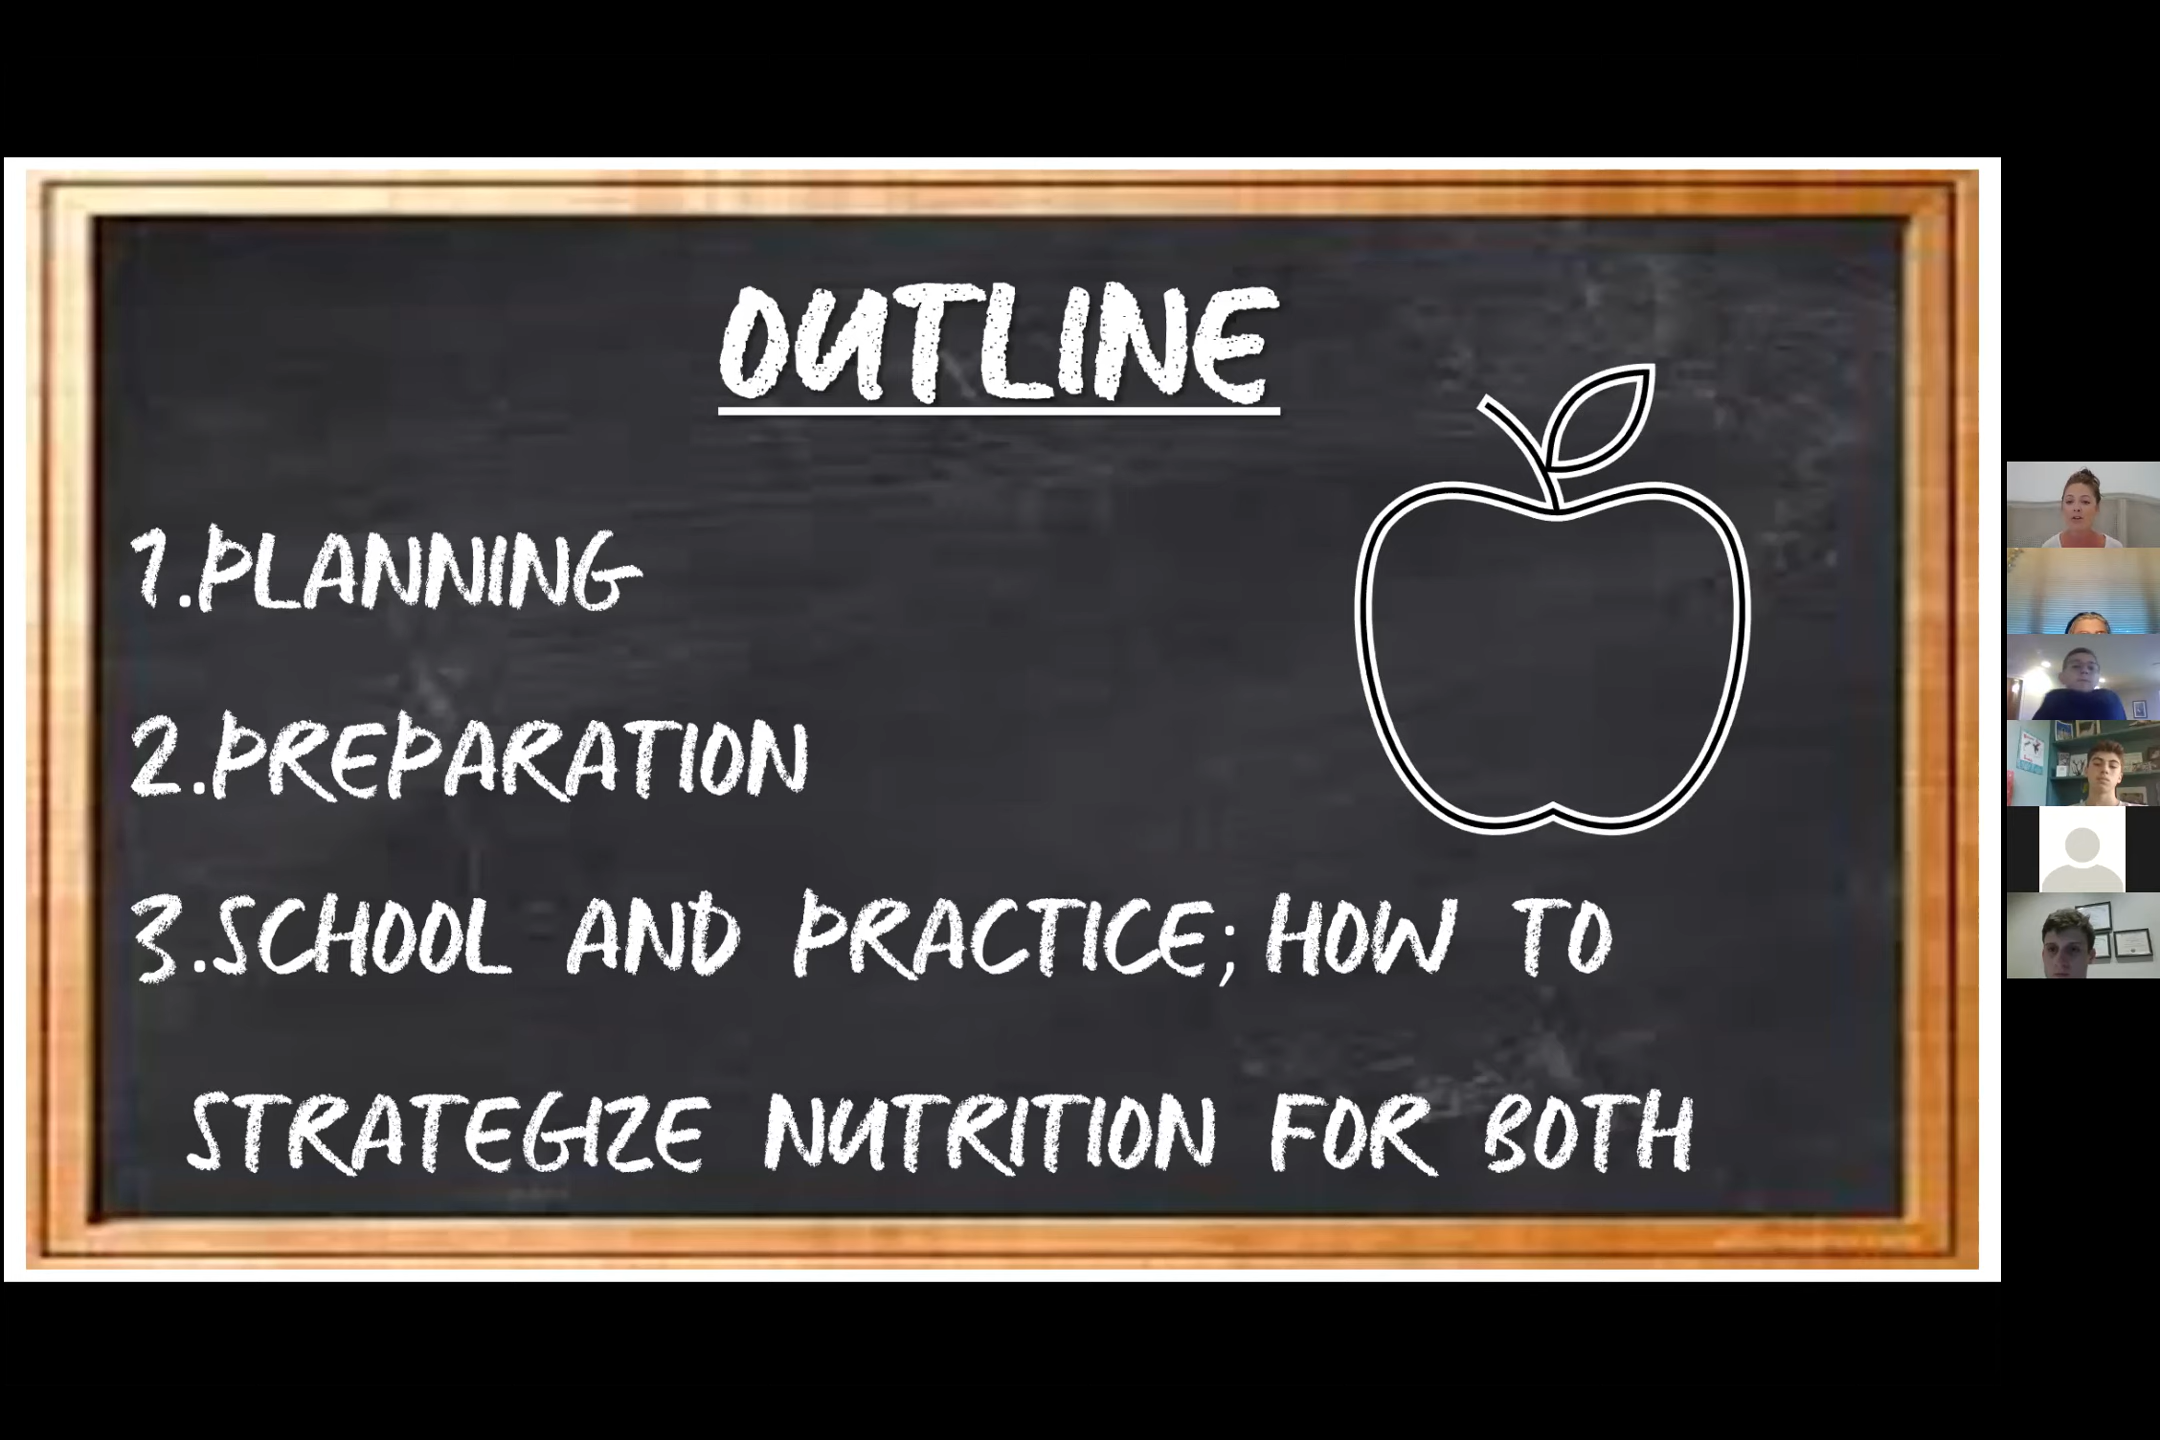 OUTLINE
1.PLANNING
2.PREPARATION
3.SCHOOL AND PRACTICE; HOW TO
STRATEGIZE NUTRITION FOR BOTH